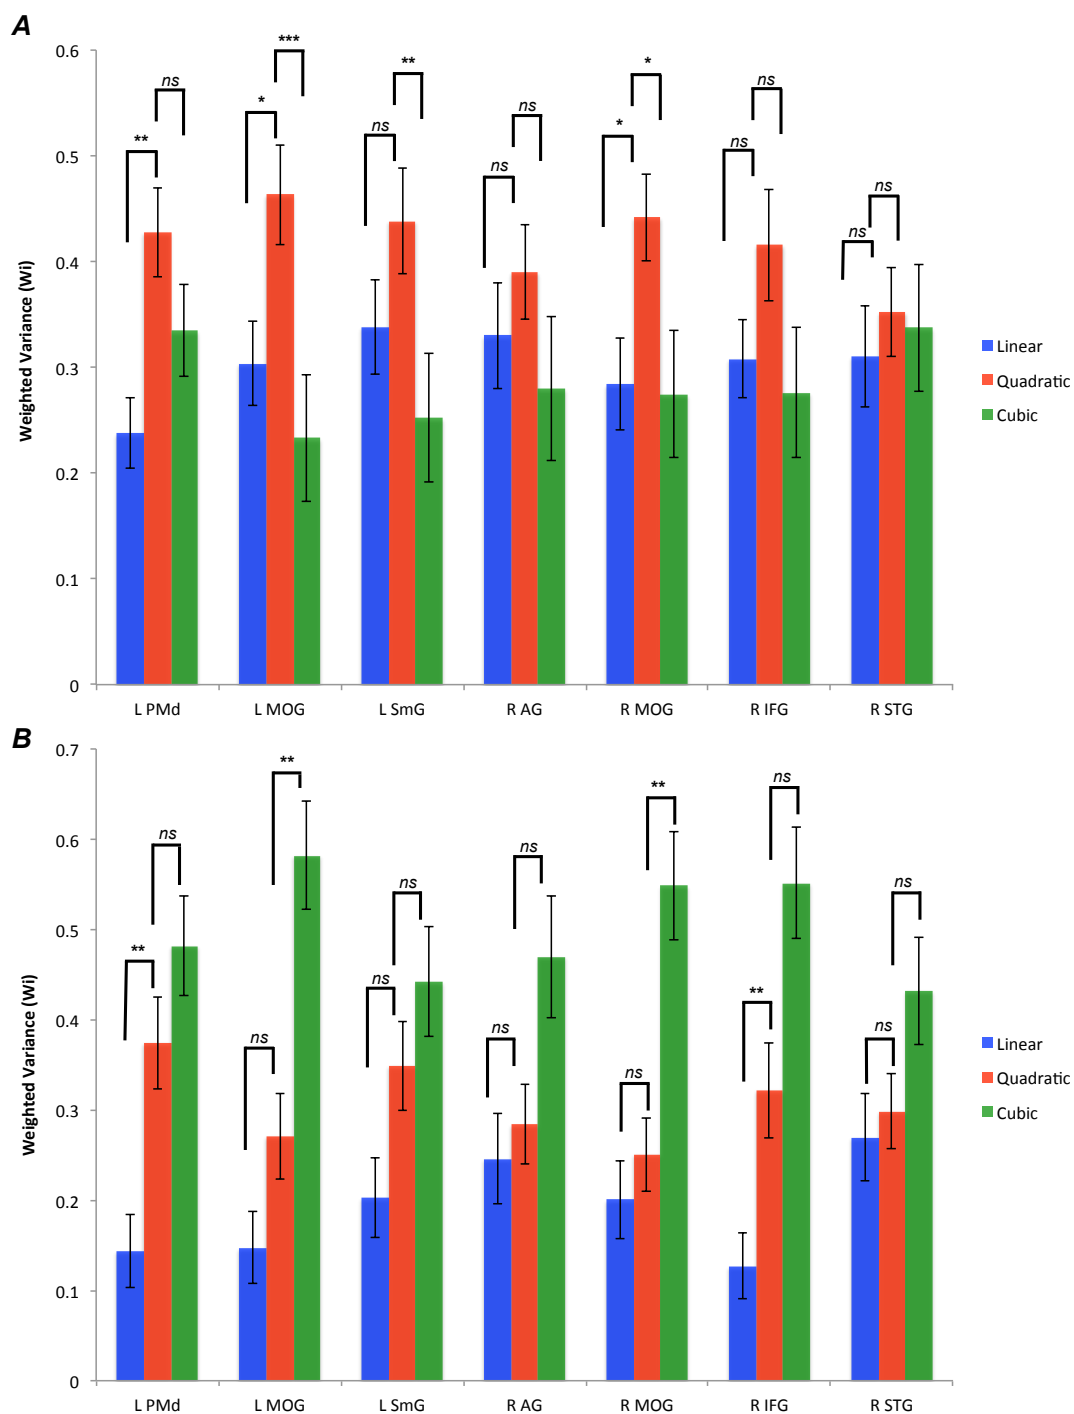 A
0.6
0.5
0.4
0.3
0.2
0.1
0
Weighted Variance (Wi)
** ns
* ***
ns **
ns ns
* *
ns ns
ns ns
L PMd L MOG L SmG R AG R MOG R IFG R STG
Linear
Quadratic
Cubic
B
0.7
0.6
0.5
0.4
0.3
0.2
0.1
0
Weighted Variance (Wi)
** ns
ns **
ns ns
ns ns
ns **
** ns
ns ns
L PMd L MOG L SmG R AG R MOG R IFG R STG
Linear
Quadratic
Cubic